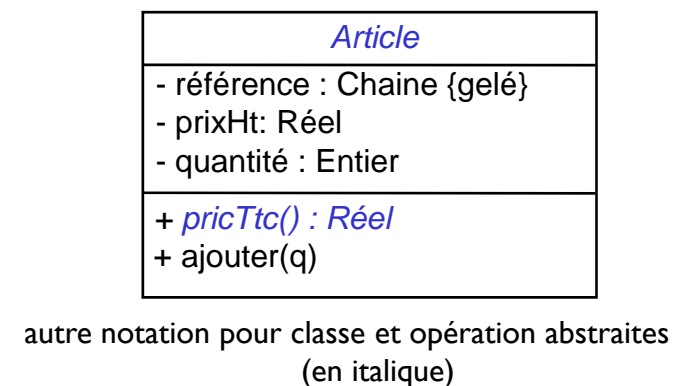 Article
- référence : Chaine {gelé}
- prixHt: Réel
- quantité : Entier
+ pricTtc() : Réel
+ ajouter(q)
autre notation pour classe et opération abstraites
(en italique)